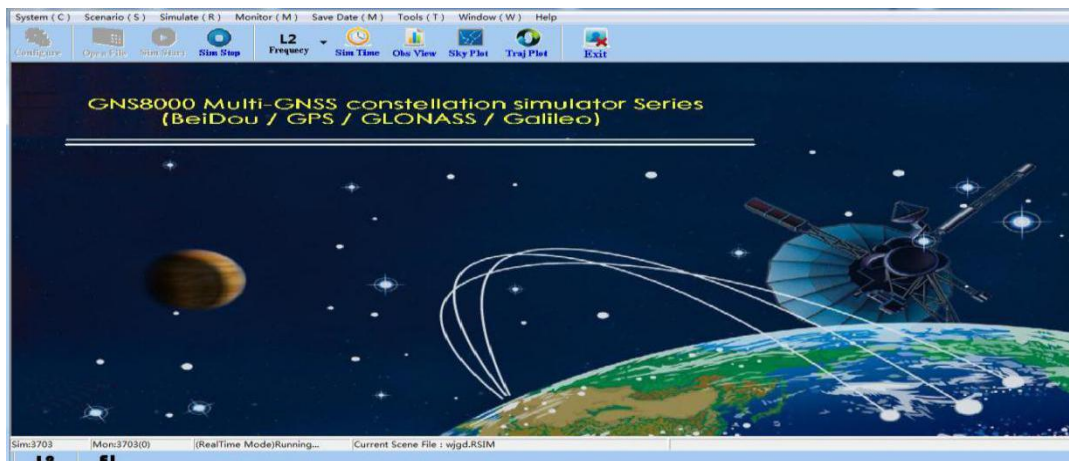 System ( C ) Scenario ( S ) Simulate ( R ) Monitor ( M ) Save Date ( M ) Tools ( T ) Window ( W ) Help
L2
Configure Open File Sim Start Sim Stop Frequecy Sim Time Obs View Sky Plot Traj Plot Exit
GNS8000 Multi-GNSS constellation simulator Series
(BeiDou / GPS / GLONASS / Galileo)
Sim:3703 Mon:3703(0) (RealTime Mode)Running... Current Scene File : wjgd.RSIM